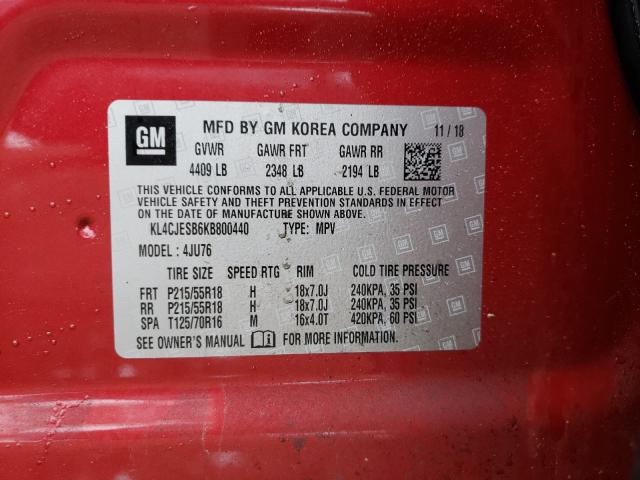 GM MFD BY GM KOREA COMPANY 11 / 18
GVWR GAWR FRT GAWR RR
4409 LB 2348 LB 2194 LB
THIS VEHICLE CONFORMS TO ALL APPLICABLE U.S. FEDERAL MOTOR
VEHICLE SAFETY AND THEFT PREVENTION STANDARDS IN EFFECT
ON THE DATE OF MANUFACTURE SHOWN ABOVE.
KL4CJESB6KB800440 TYPE: MPV
MODEL : 4JU76
TIRE SIZE SPEED RTG RIM COLD TIRE PRESSURE
FRT P215/55R18 H 18x7.0J 240KPA, 35 PSI
RR P215/55R18 H 18x7.0J 240KPA, 35 PSI
SPA T125/70R16 M 16x4.0T 420KPA, 60 PSI
SEE OWNER'S MANUAL FOR MORE INFORMATION.